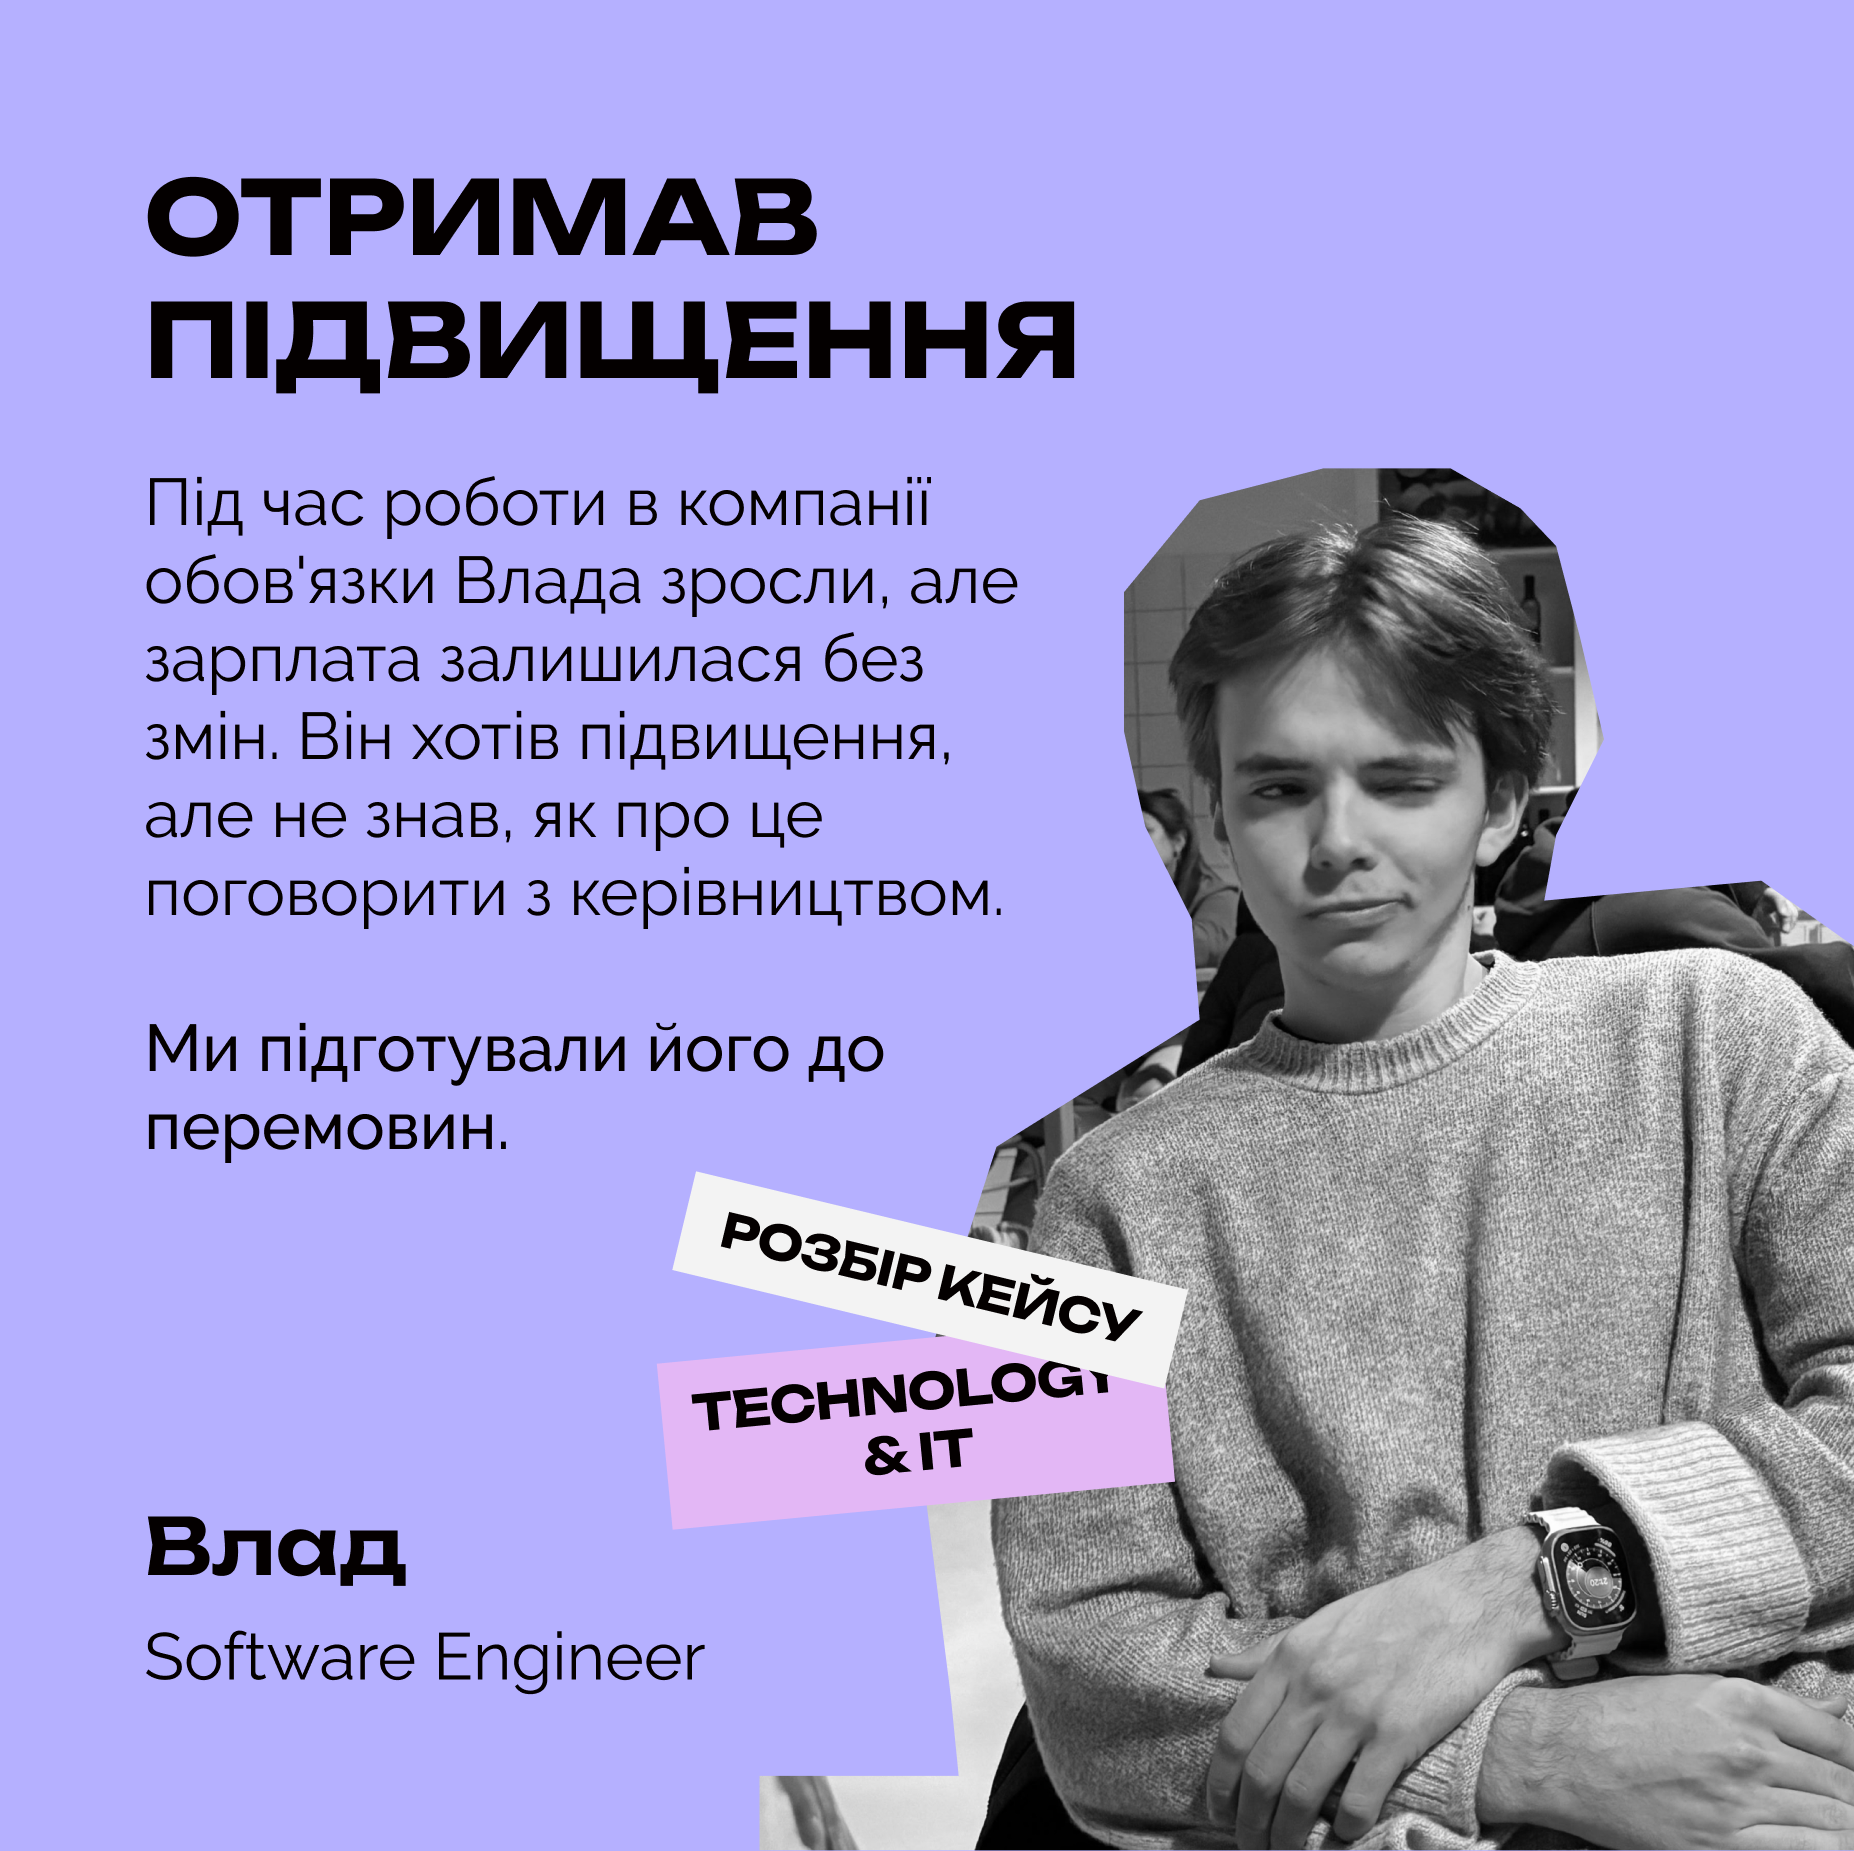 ОТРИМАВ
ПІДВИЩЕННЯ
Під час роботи в компанії
обов'язки Влада зросли, але
зарплата залишилася без
змін. Він хотів підвищення,
але не знав, як про це
поговорити з керівництвом.
Ми підготували його до
перемовин.
РОЗБІР КЕЙСУ
TECHNOLOGY
& IT
Влад
Software Engineer